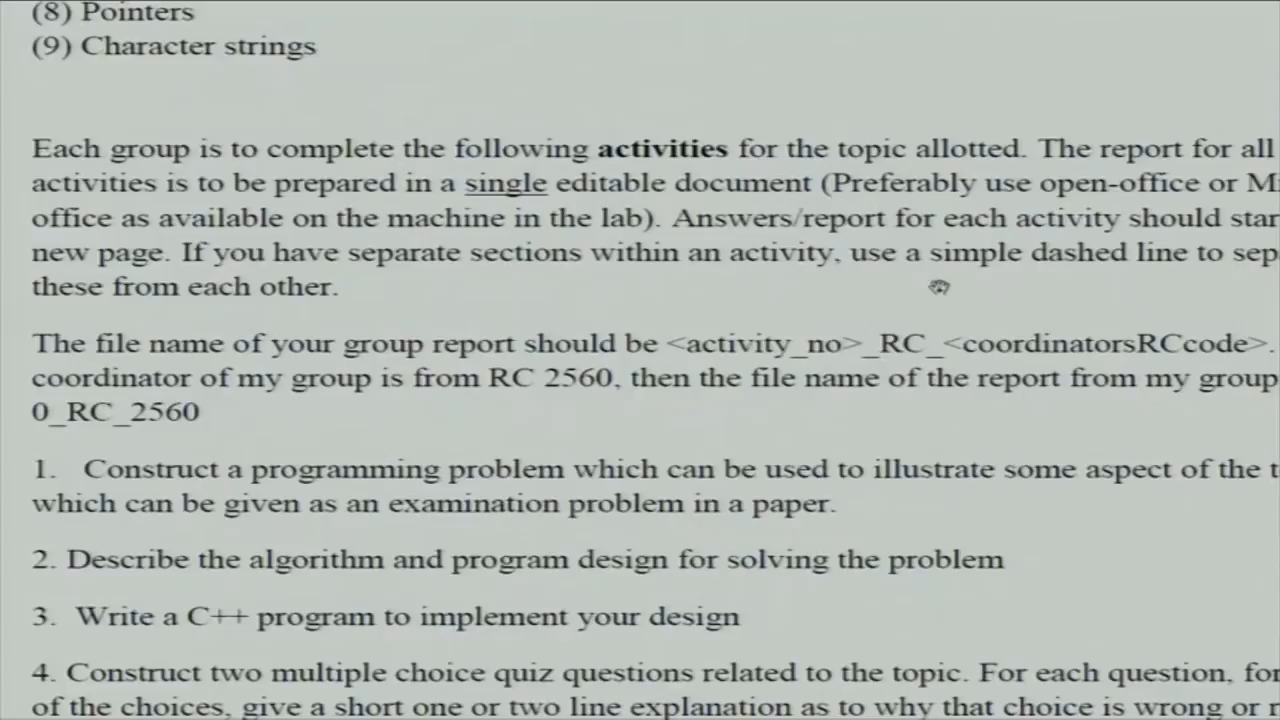 (8) Pointers
(9) Character strings
Each group is to complete the following activities for the topic allotted. The report for all
activities is to be prepared in a single editable document (Preferably use open-office or
office as available on the machine in the lab). Answers/report for each activity should
new page. If you have separate sections within an activity, use a simple dashed line to
these from each other.
The file name of your group report should be <activity_no>_RC_<coordinatorsRCcode>.
coordinator of my group is from RC 2560, then the file name of the report from my group
0_RC_2560
1. Construct a programming problem which can be used to illustrate some aspect of the
which can be given as an examination problem in a paper.
2. Describe the algorithm and program design for solving the problem
3. Write a C++ program to implement your design
4. Construct two multiple choice quiz questions related to the topic. For each question,
of the choices, give a short one or two line explanation as to why that choice is wrong or